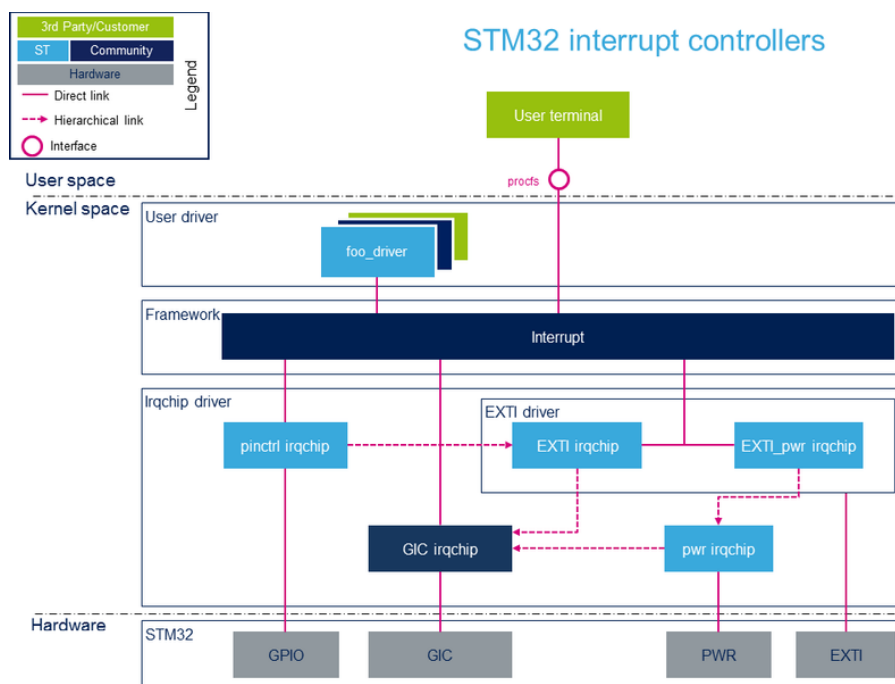 3rd Party/Customer
ST
Community
Hardware
Legend
Direct link
Hierarchical link
Interface
STM32 interrupt controllers
User terminal
procfs
User space
Kernel space
User driver
foo_driver
Framework
Interrupt
Irqchip driver
EXTI driver
pinctrl irqchip
EXTI irqchip
EXTI_pwr irqchip
GIC irqchip
pwr irqchip
Hardware
STM32
GPIO
GIC
PWR
EXTI